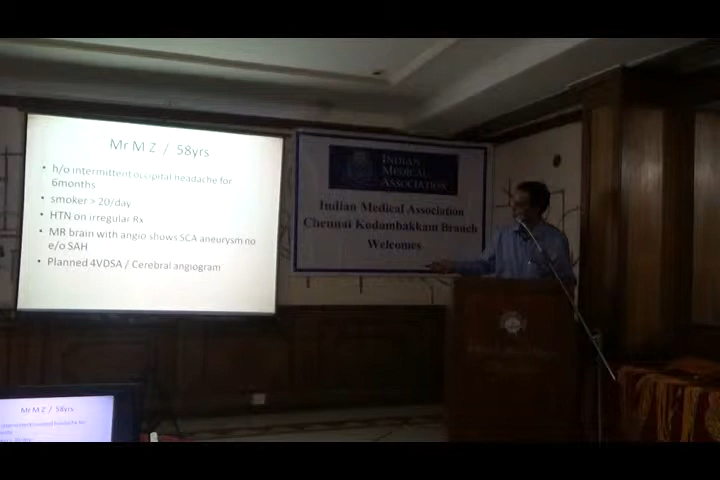 Mr M Z / 58yrs
• h/o intermittent occipital headache for
6months
• smoker > 20/day
• HTN on irregular Rx
• MR brain with angio shows SCA aneurysm no
e/o SAH
• Planned 4VDSA / Cerebral angiogram
INDIAN
MEDICAL
ASSOCIATION
Indian Medical Association
Chennai Kodambakkam Branch
Welcomes
Mr M Z / 58yrs